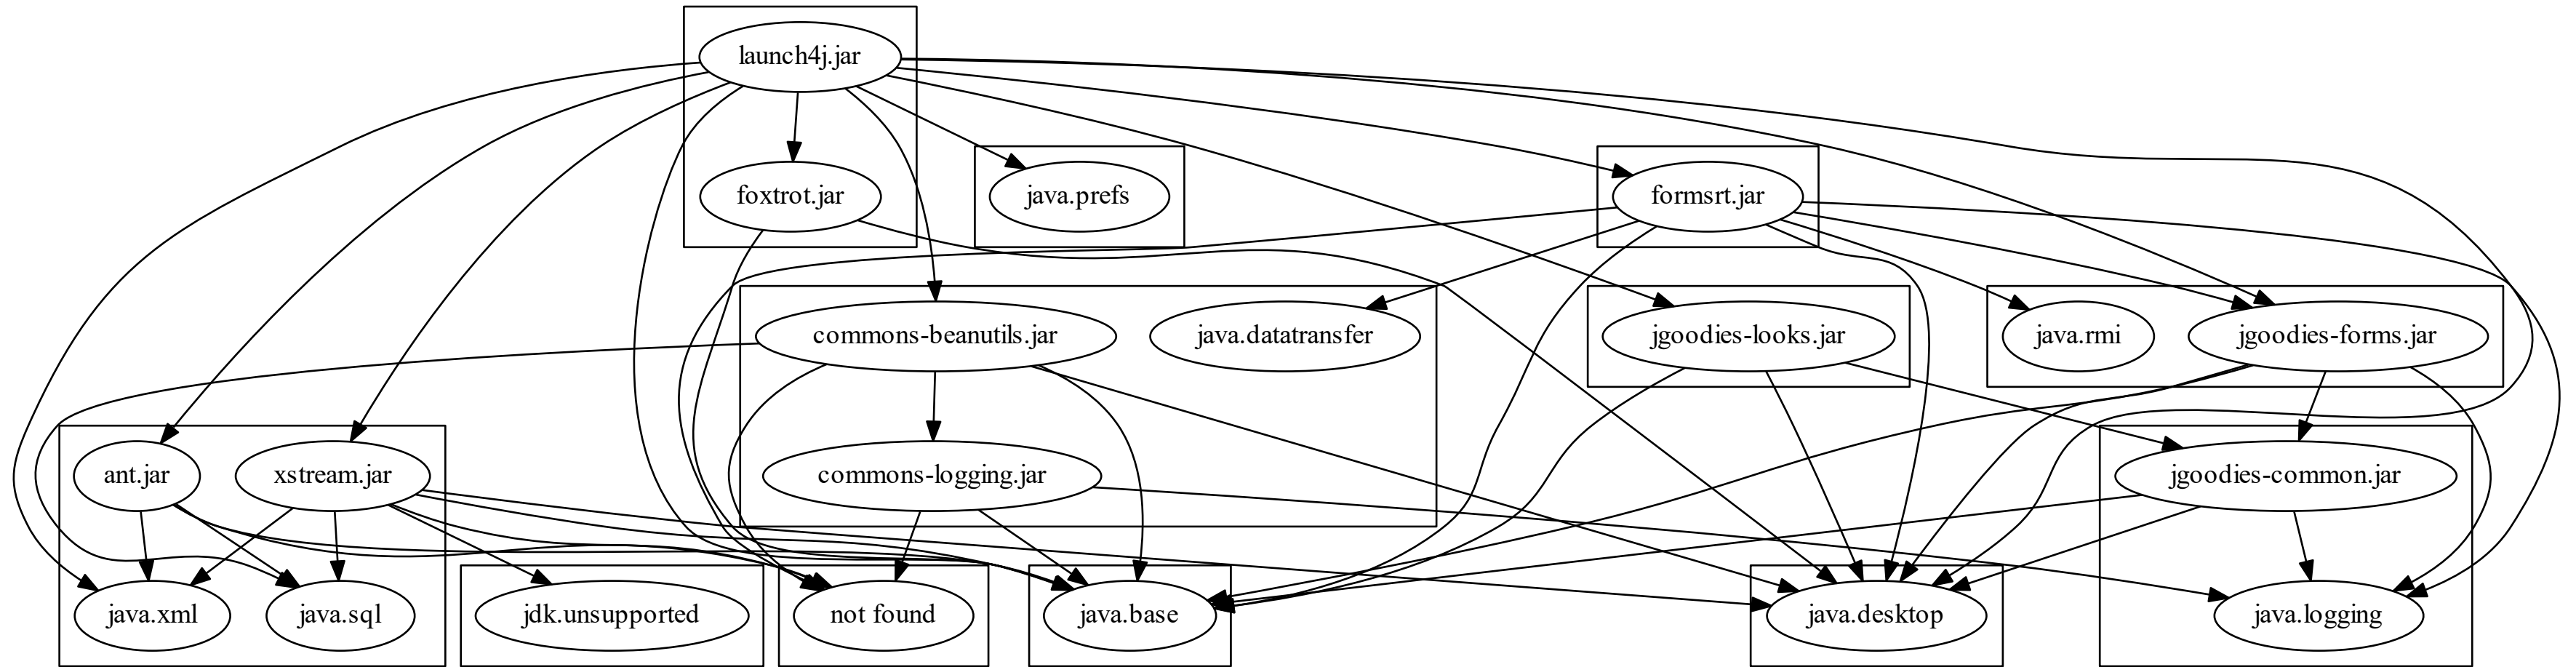 launch4j.jar
foxtrot.jar
java.prefs
formsrt.jar
commons-beanutils.jar
java.datatransfer
jgoodies-looks.jar
java.rmi
jgoodies-forms.jar
ant.jar
xstream.jar
commons-logging.jar
jgoodies-common.jar
java.xml
java.sql
jdk.unsupported
not found
java.base
java.desktop
java.logging